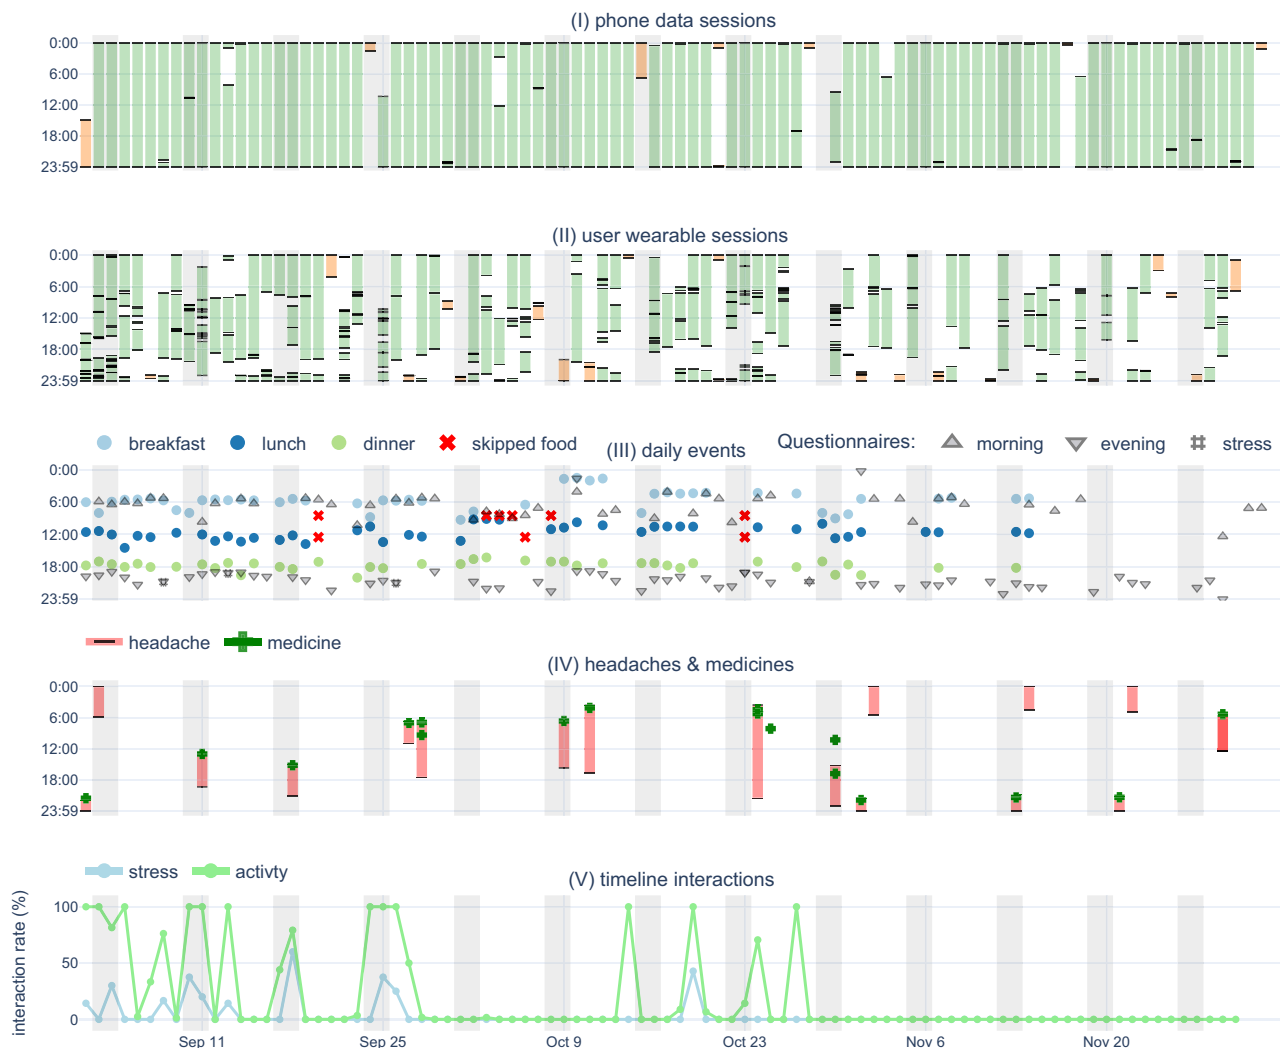 (I) phone data sessions
0:00
6:00
12:00
18:00
23:59
(II) user wearable sessions
0:00
6:00
12:00
18:00
23:59
breakfast lunch dinner skipped food (III) daily events Questionnaires: morning evening stress
0:00
6:00
12:00
18:00
23:59
headache medicine
(IV) headaches & medicines
0:00
6:00
12:00
18:00
23:59
stress activty
(V) timeline interactions
interaction rate (%)
100
50
0
Sep 11 Sep 25 Oct 9 Oct 23 Nov 6 Nov 20